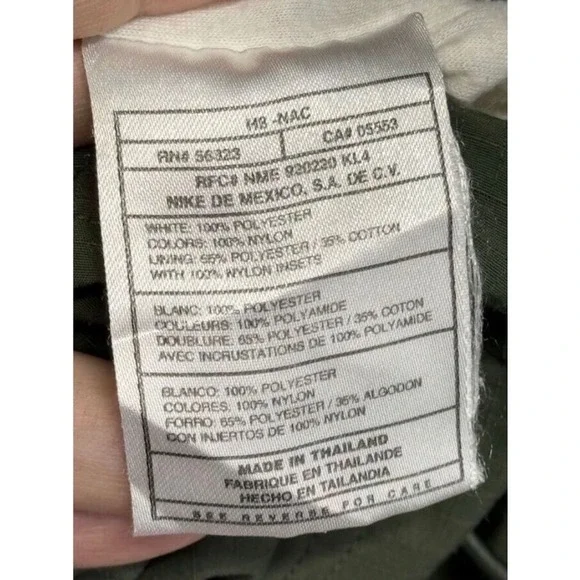 H8 -NAC
RN# 56323 CA# 05553
RFC# NME 920220 KL4
NIKE DE MEXICO, S.A. DE C.V.
WHITE: 100% POLYESTER
COLORS: 100% NYLON
LINING: 65% POLYESTER / 35% COTTON
WITH 100% NYLON INSETS
BLANC: 100% POLYESTER
COULEURS: 100% POLYAMIDE
DOUBLURE: 65% POLYESTER / 35% COTON
AVEC INCRUSTATIONS DE 100% POLYAMIDE
BLANCO: 100% POLYESTER
COLORES: 100% NYLON
FORRO: 65% POLYESTER / 35% ALGODON
CON INJERTOS DE 100% NYLON
MADE IN THAILAND
FABRIQUE EN THAILANDE
HECHO EN TAILANDIA
SEE REVERSE FOR CARE